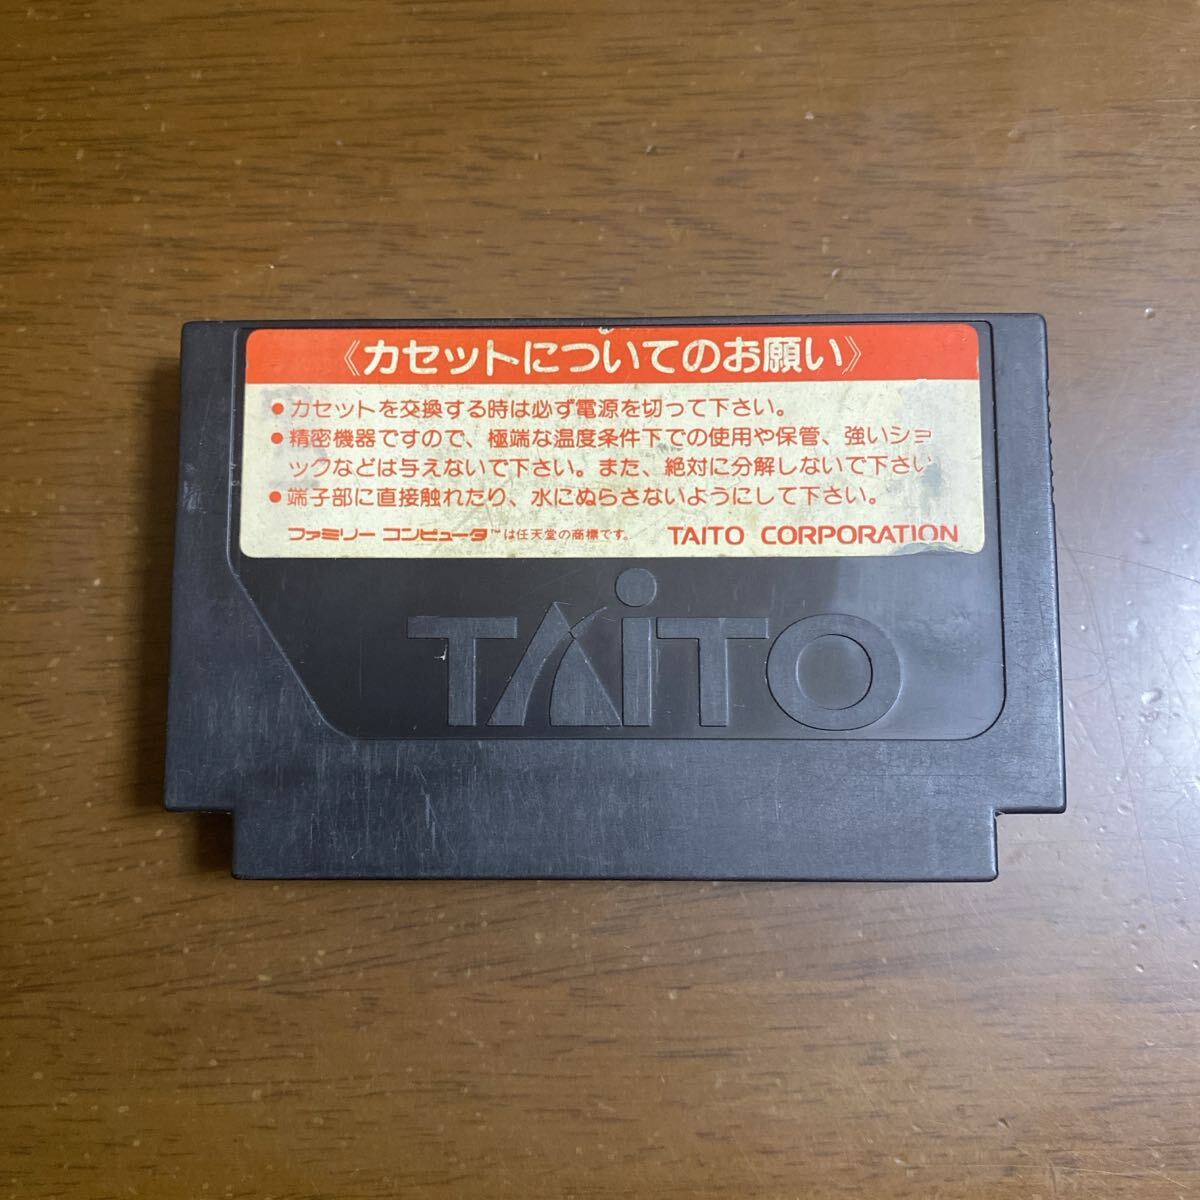 《カセットについてのお願い》
●カセットを交換する時は必ず電源を切って下さい。
●精密機器ですので、極端な温度条件下での使用や保管、強いショ
ックなどは与えないで下さい。また、絶対に分解しないで下さい
●端子部に直接触れたり、水にぬらさないようにして下さい。
ファミリー コンピュータ™は任天堂の商標です。 TAITO CORPORATION
TAITO